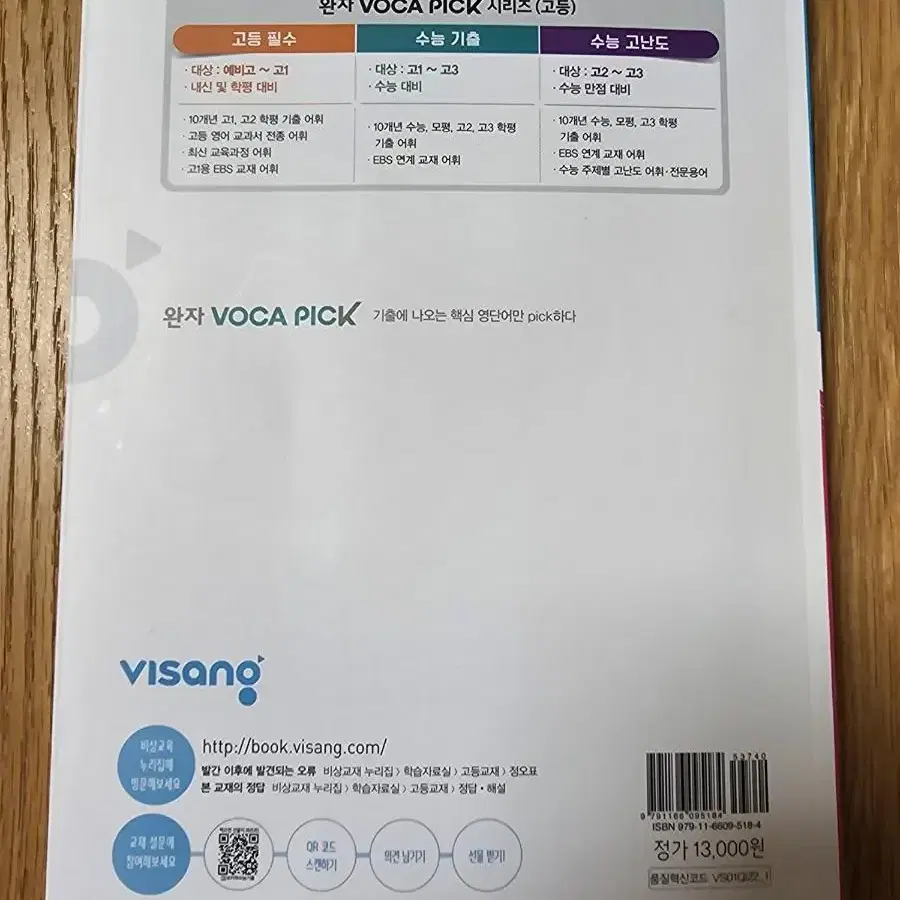 완자 VOCA PICK 시리즈 (고등)
고등 필수
· 대상 : 예비고 ~ 고1
· 내신 및 학평 대비
· 10개년 고1, 고2 학평 기출 어휘
· 고등 영어 교과서 전종 어휘
· 최신 교육과정 어휘
· 고1용 EBS 교재 어휘
수능 기출
· 대상 : 고1 ~ 고3
· 수능 대비
· 10개년 수능, 모평, 고2, 고3 학평
기출 어휘
· EBS 연계 교재 어휘
수능 고난도
· 대상 : 고2 ~ 고3
· 수능 만점 대비
· 10개년 수능, 모평, 고3 학평
기출 어휘
· EBS 연계 교재 어휘
· 수능 주제별 고난도 어휘·전문용어
완자 VOCA PICK 기출에 나오는 핵심 영단어만 pick하다
visang
비상교육
누리집에
방문해보세요
http://book.visang.com/
발간 이후에 발견되는 오류 비상교재 누리집 > 학습자료실 > 고등교재 > 정오표
본 교재의 정답 비상교재 누리집 > 학습자료실 > 고등교재 > 정답·해설
교재 설문에
참여해보세요
QR 코드
스캔하기
의견 남기기
선물 받기!
53740
9 791166 095184
ISBN 979-11-6609-518-4
정가 13,000원
품질혁신코드